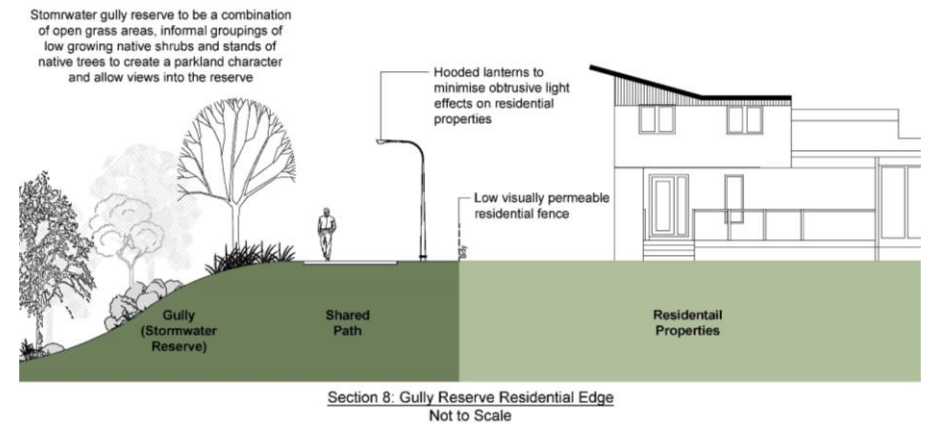 Stomrwater gully reserve to be a combination
of open grass areas, informal groupings of
low growing native shrubs and stands of
native trees to create a parkland character
and allow views into the reserve
Hooded lanterns to
minimise obtrusive light
effects on residential
properties
Low visually permeable
residential fence
Bdy
Gully
(Stormwater
Reserve)
Shared
Path
Residentail
Properties
Section 8: Gully Reserve Residential Edge
Not to Scale